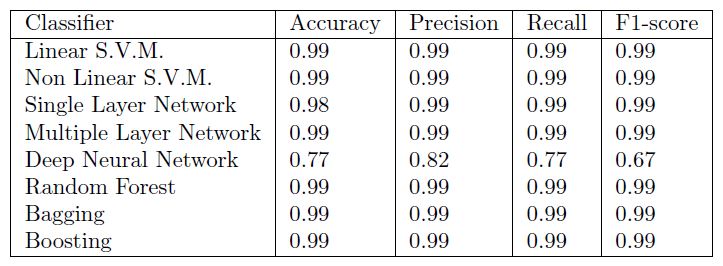 Classifier Accuracy Precision Recall F1-score
Linear S.V.M. 0.99 0.99 0.99 0.99
Non Linear S.V.M. 0.99 0.99 0.99 0.99
Single Layer Network 0.98 0.99 0.99 0.99
Multiple Layer Network 0.99 0.99 0.99 0.99
Deep Neural Network 0.77 0.82 0.77 0.67
Random Forest 0.99 0.99 0.99 0.99
Bagging 0.99 0.99 0.99 0.99
Boosting 0.99 0.99 0.99 0.99